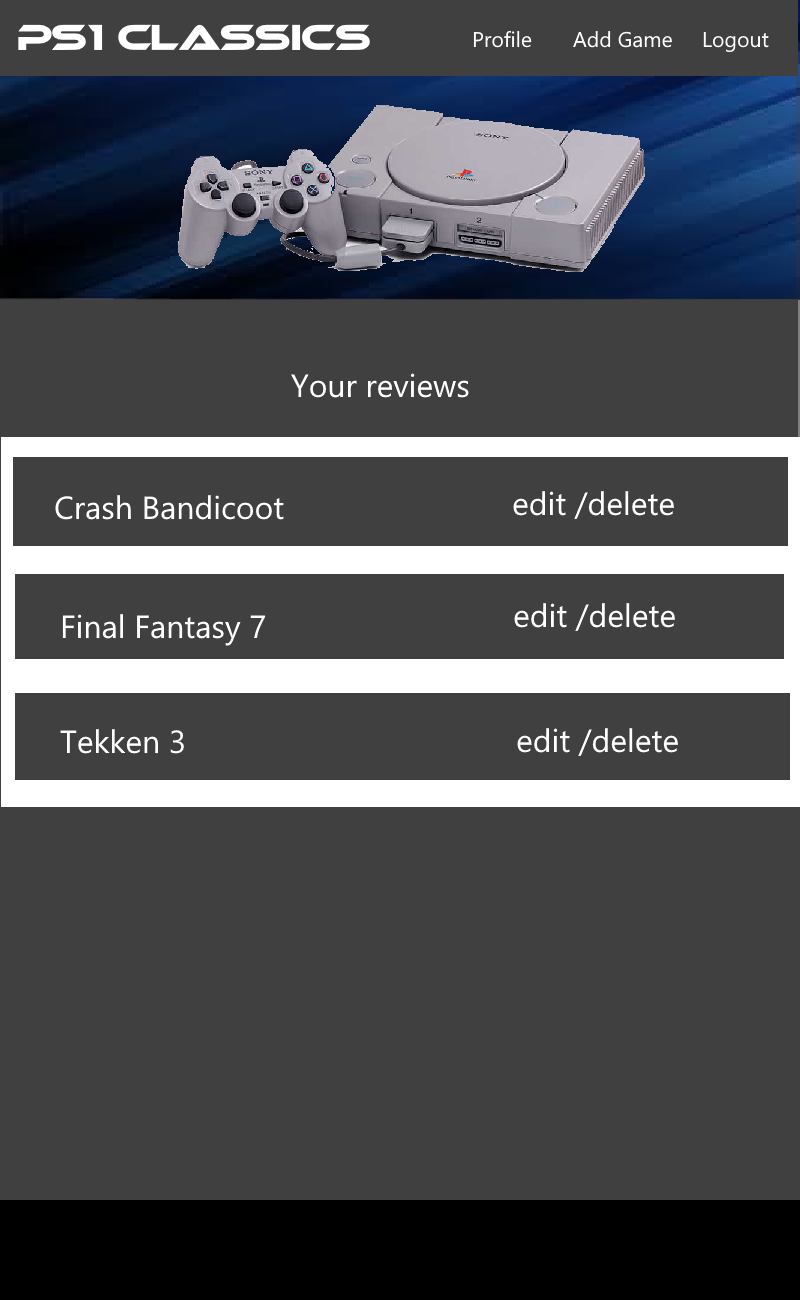 PS1 CLASSICS
Profile Add Game Logout
SONY
SONY
1 2
Your reviews
Crash Bandicoot edit /delete
Final Fantasy 7 edit /delete
Tekken 3 edit /delete